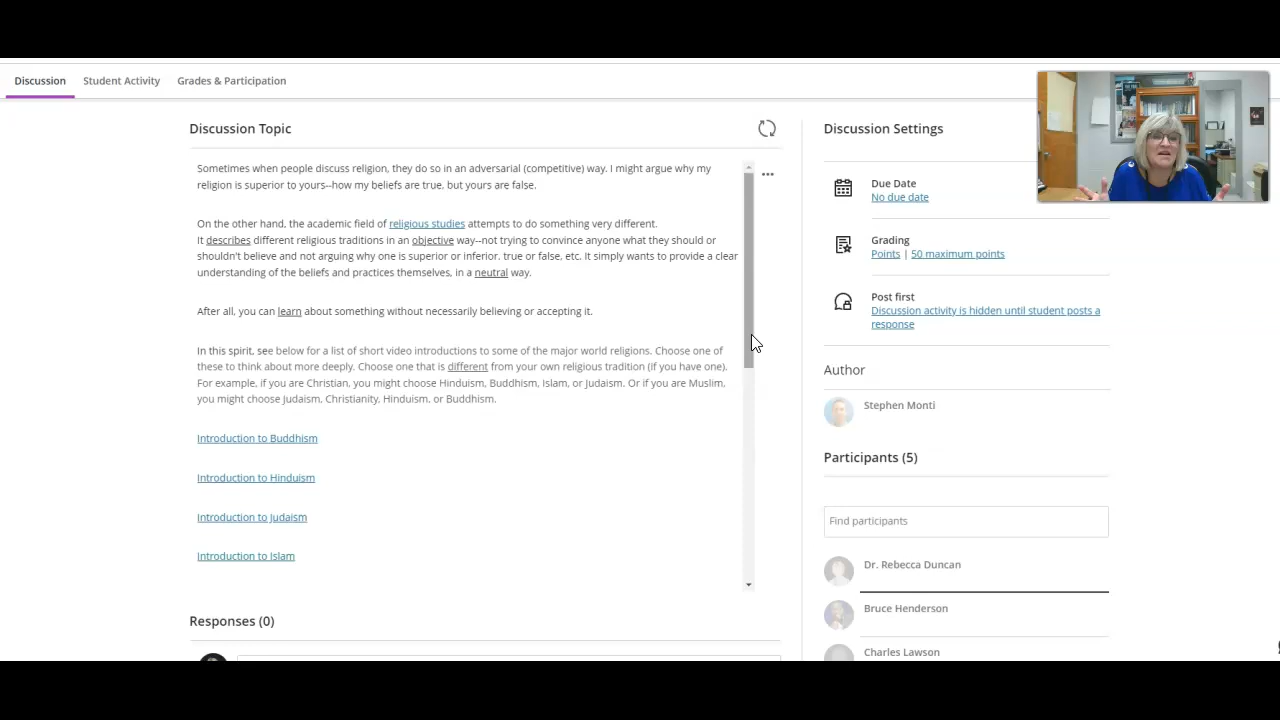 Discussion
Student Activity
Grades & Participation
Discussion Topic
Sometimes when people discuss religion, they do so in an adversarial (competitive) way. I might argue why my
religion is superior to yours--how my beliefs are true, but yours are false.
On the other hand, the academic field of religious studies attempts to do something very different.
It describes different religious traditions in an objective way--not trying to convince anyone what they should or
shouldn't believe and not arguing why one is superior or inferior. true or false, etc. It simply wants to provide a clear
understanding of the beliefs and practices themselves, in a neutral way.
After all, you can learn about something without necessarily believing or accepting it.
In this spirit, see below for a list of short video introductions to some of the major world religions. Choose one of
these to think about more deeply. Choose one that is different from your own religious tradition (if you have one).
For example, if you are Christian, you might choose Hinduism, Buddhism, Islam, or Judaism. Or if you are Muslim,
you might choose Judaism, Christianity, Hinduism, or Buddhism.
Introduction to Buddhism
Introduction to Hinduism
Introduction to Judaism
Introduction to Islam
Responses (0)
Discussion Settings
Due Date
No due date
Grading
Points | 50 maximum points
Post first
Discussion activity is hidden until student posts a
response
Author
Stephen Monti
Participants (5)
Find participants
Dr. Rebecca Duncan
Bruce Henderson
Charles Lawson